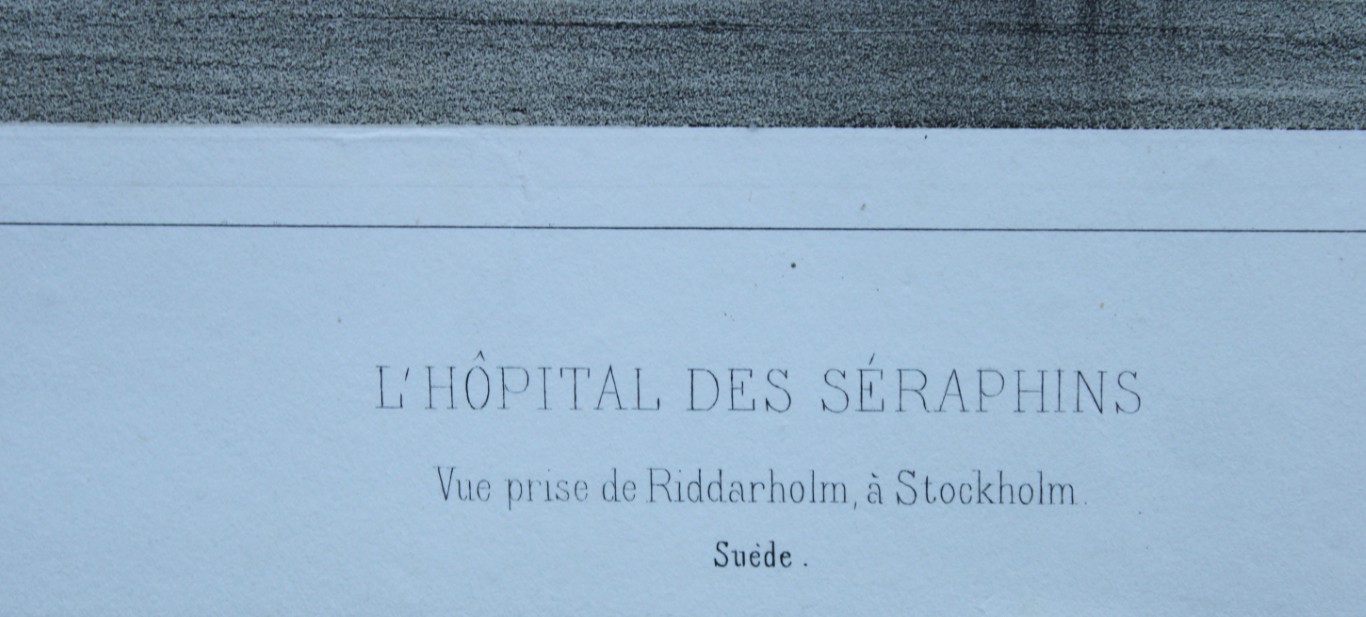 L'HÔPITAL DES SÉRAPHINS
Vue prise de Riddarholm, à Stockholm.
Suède.